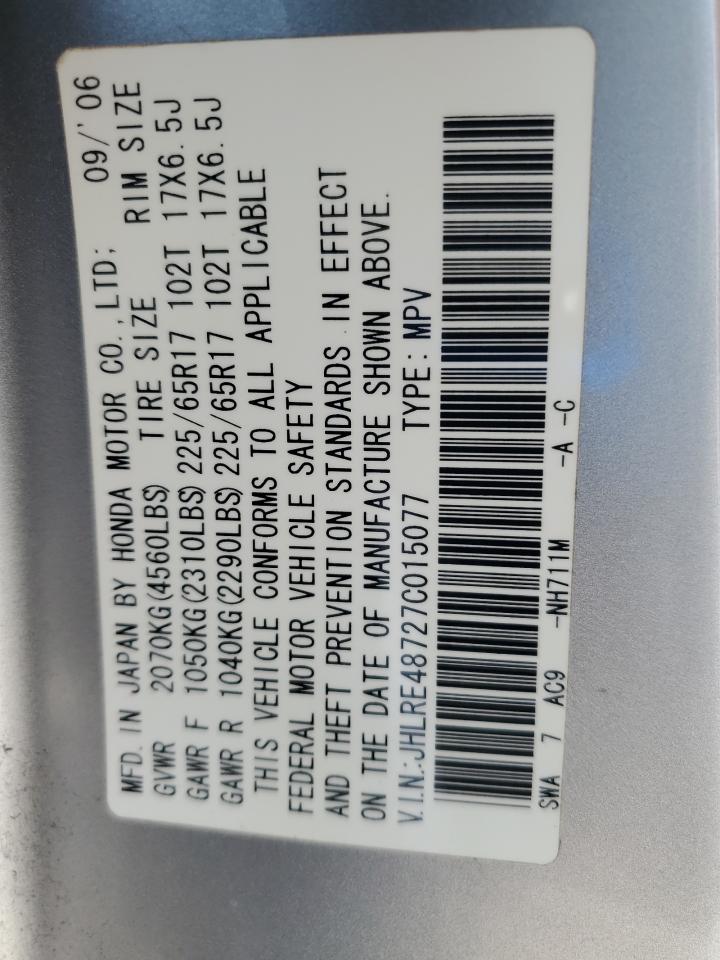 MFD. IN JAPAN BY HONDA MOTOR CO.,LTD; 09/'06
GVWR 2070KG(4560LBS) TIRE SIZE RIM SIZE
GAWR F 1050KG(2310LBS) 225/65R17 102T 17X6.5J
GAWR R 1040KG(2290LBS) 225/65R17 102T 17X6.5J
THIS VEHICLE CONFORMS TO ALL APPLICABLE
FEDERAL MOTOR VEHICLE SAFETY
AND THEFT PREVENTION STANDARDS IN EFFECT
ON THE DATE OF MANUFACTURE SHOWN ABOVE.
V.I.N.:JHLRE48727C015077 TYPE: MPV
SWA 7 AC9 -NH711M -A -C